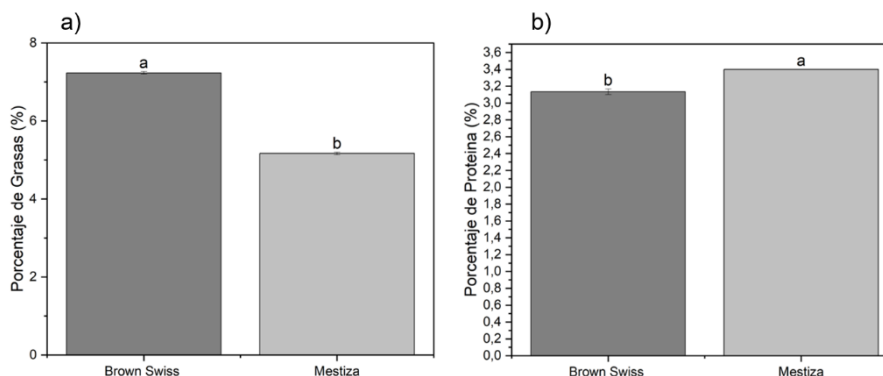 a)
Porcentaje de Grasas (%)
8
6
4
2
0
a
b
Brown Swiss
Mestiza
b)
Porcentaje de Proteina (%)
3,6
3,4
3,2
3,0
2,8
2,6
2,4
2,2
2,0
1,8
1,6
1,4
1,2
1,0
0,8
0,6
0,4
0,2
0,0
b
a
Brown Swiss
Mestiza